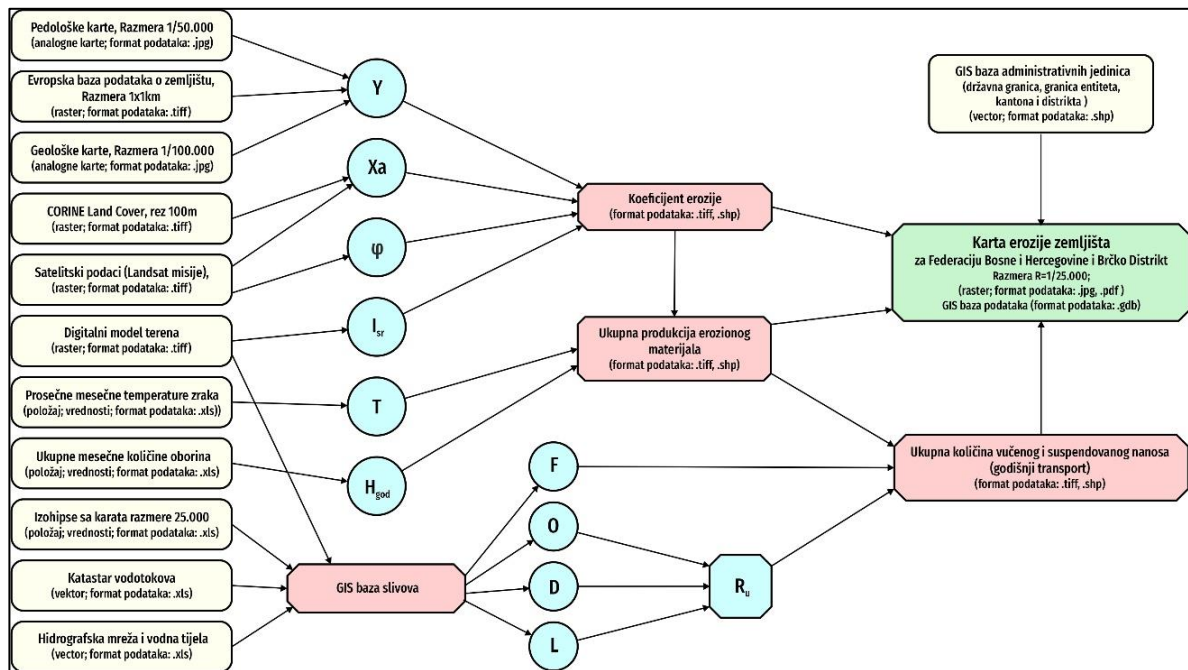 Pedološke karte, Razmera 1/50.000
(analogne karte; format podataka: .jpg)
Evropska baza podataka o zemljištu,
Razmera 1x1km
(raster; format podataka: .tiff)
Geološke karte, Razmera 1/100.000
(analogne karte; format podataka: .jpg)
CORINE Land Cover, rez 100m
(raster; format podataka: .tiff)
Satelitski podaci (Landsat misije),
(raster; format podataka: .tiff)
Digitalni model terena
(raster; format podataka: .tiff)
Prosečne mesečne temperature zraka
(položaj; vrednosti; format podataka: .xls))
Ukupne mesečne količine oborina
(položaj; vrednosti; format podataka: .xls)
Izohipse sa karata razmere 25.000
(položaj; vrednosti; format podataka: .xls)
Katastar vodotokova
(vektor; format podataka: .xls)
Hidrografska mreža i vodna tijela
(vector; format podataka: .xls)
Y
Xa
φ
Isr
T
Hgod
GIS baza slivova
F
O
D
L
Ru
Koeficijent erozije
(format podataka: .tiff, .shp)
Ukupna produkcija erozionog
materijala
(format podataka: .tiff, .shp)
GIS baza administrativnih jedinica
(državna granica, granica entiteta,
kantona i distrikta )
(vector; format podataka: .shp)
Karta erozije zemljišta
za Federaciju Bosne i Hercegovine i Brčko Distrikt
Razmera R=1/25.000;
(raster; format podataka: .jpg, .pdf )
GIS baza podataka (format podataka: .gdb)
Ukupna količina vučenog i suspendovanog nanosa
(godišnji transport)
(format podataka: .tiff, .shp)